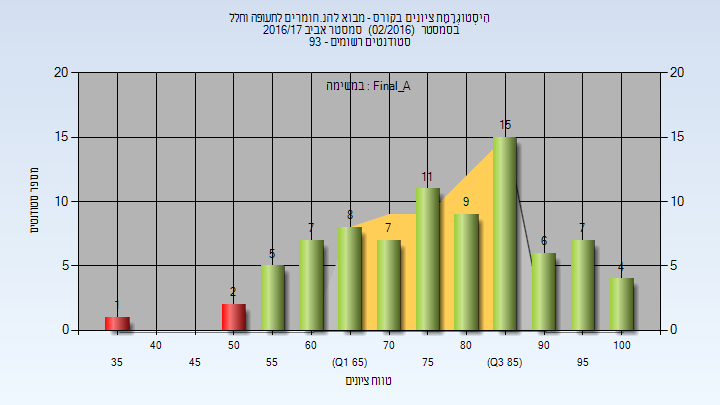 היסטוגרמת ציונים בקורס - מבוא להנ.חומרים לתעופה וחלל
בסמסטר (02/2016) סמסטר אביב 2016/17
סטודנטים רשומים - 93
במשימה : Final_A
20 20
15 15
10 10
5 5
0 0
מספר סטודנטים
1 2 5 7 8 7 11 9 15 6 7 4
40 50 60 70 80 90 100
35 45 55 (Q1 65) 75 (Q3 85) 95
טווח ציונים